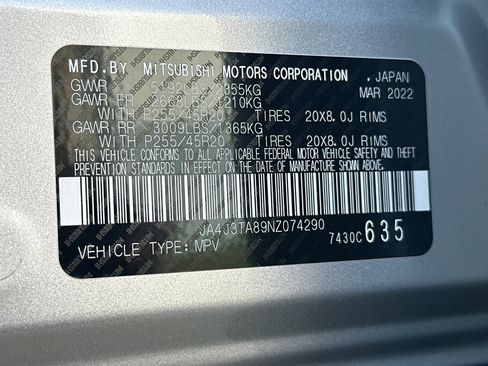 MFD.BY MITSUBISHI MOTORS CORPORATION , JAPAN
GVWR 5192LBS/2355KG MAR 2022
GAWR FR 2668LBS/1210KG
WITH P255/45R20 TIRES 20X8.0J RIMS
GAWR RR 3009LBS/1365KG
WITH P255/45R20 TIRES 20X8.0J RIMS
THIS VEHICLE CONFORMS TO ALL APPLICABLE FEDERAL MOTOR VEHICLE SAFETY AND THEFT
PREVENTION STANDARDS IN EFFECT ON THE DATE OF MANUFACTURE SHOWN ABOVE.
JA4J3TA89NZ074290
VEHICLE TYPE: MPV 7430C 635